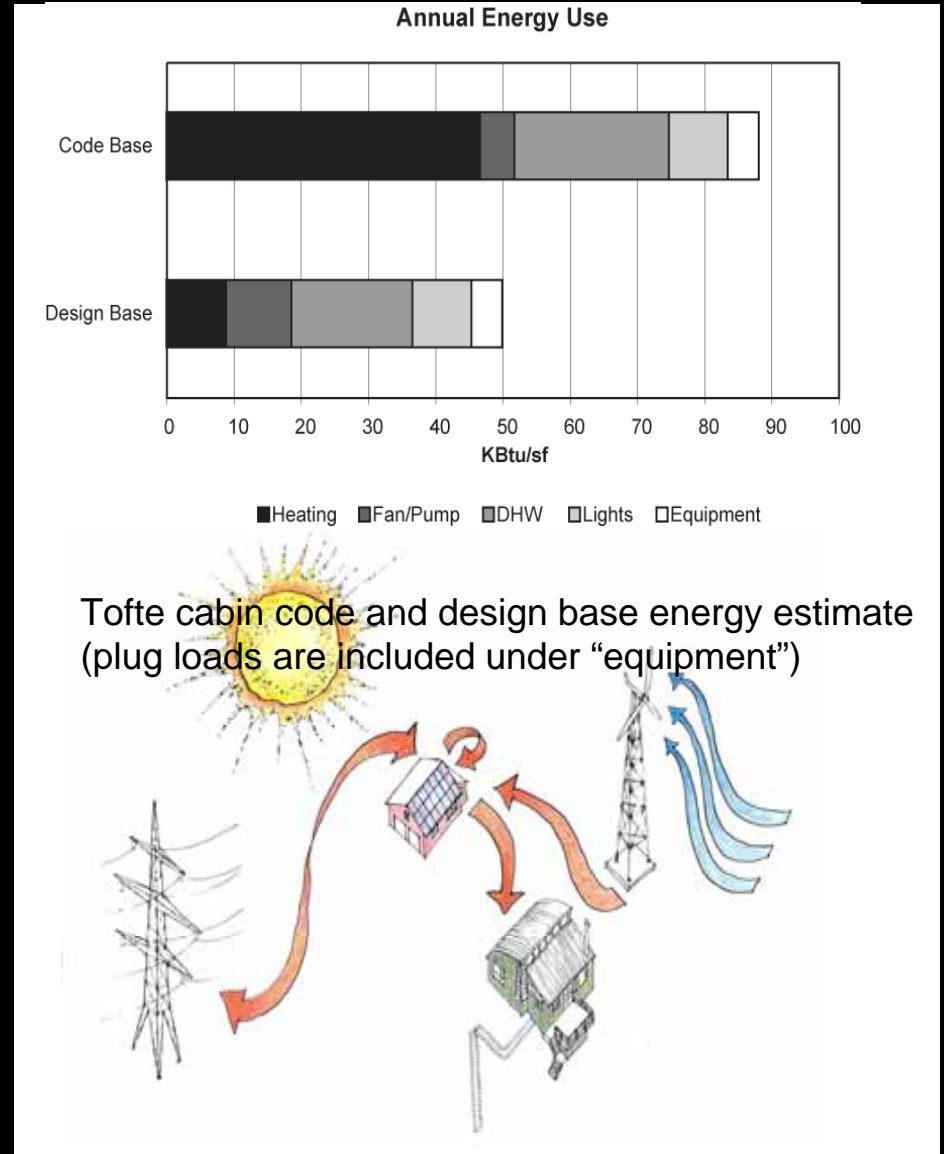 Annual Energy Use
Code Base
Design Base
0 10 20 30 40 50 60 70 80 90 100
KBtu/sf
Heating Fan/Pump DHW Lights Equipment
Tofte cabin code and design base energy estimate
(plug loads are included under “equipment”)